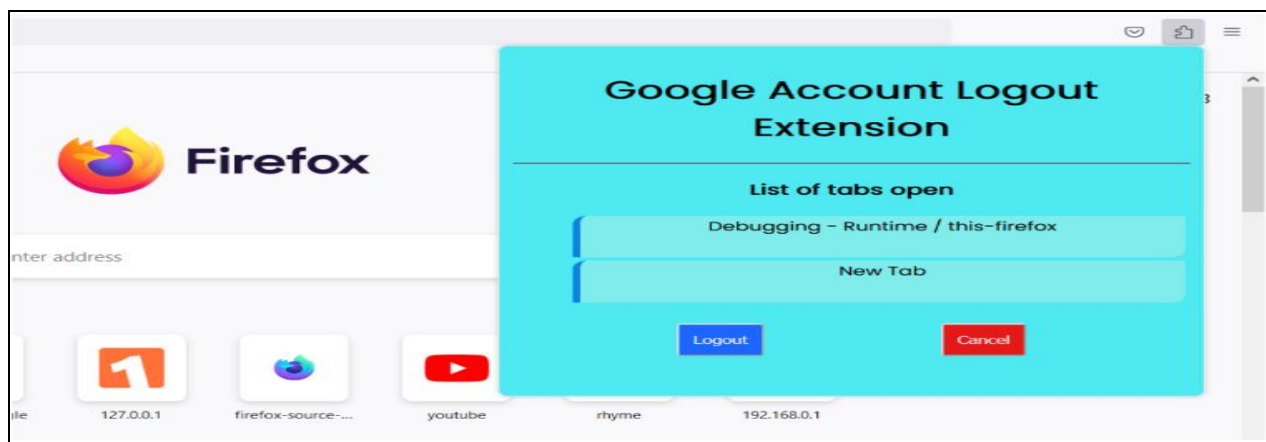 Google Account Logout
Extension
Firefox
List of tabs open
Debugging - Runtime / this-firefox
nter address
New Tab
Logout
Cancel
127.0.0.1
firefox-source-...
youtube
rhyme
192.168.0.1